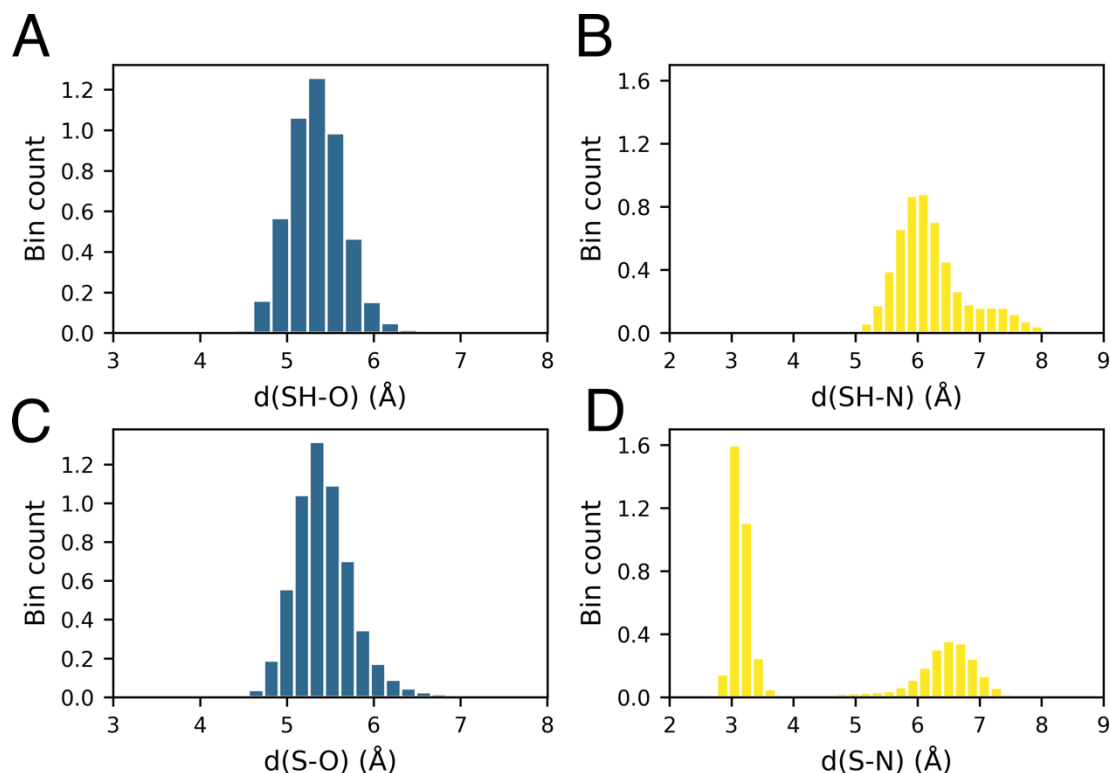 A
Bin count
1.2
1.0
0.8
0.6
0.4
0.2
0.0
3 4 5 6 7 8
d(SH-O) (Å)
B
Bin count
1.6
1.2
0.8
0.4
0.0
2 3 4 5 6 7 8 9
d(SH-N) (Å)
C
Bin count
1.2
1.0
0.8
0.6
0.4
0.2
0.0
3 4 5 6 7 8
d(S-O) (Å)
D
Bin count
1.6
1.2
0.8
0.4
0.0
2 3 4 5 6 7 8 9
d(S-N) (Å)